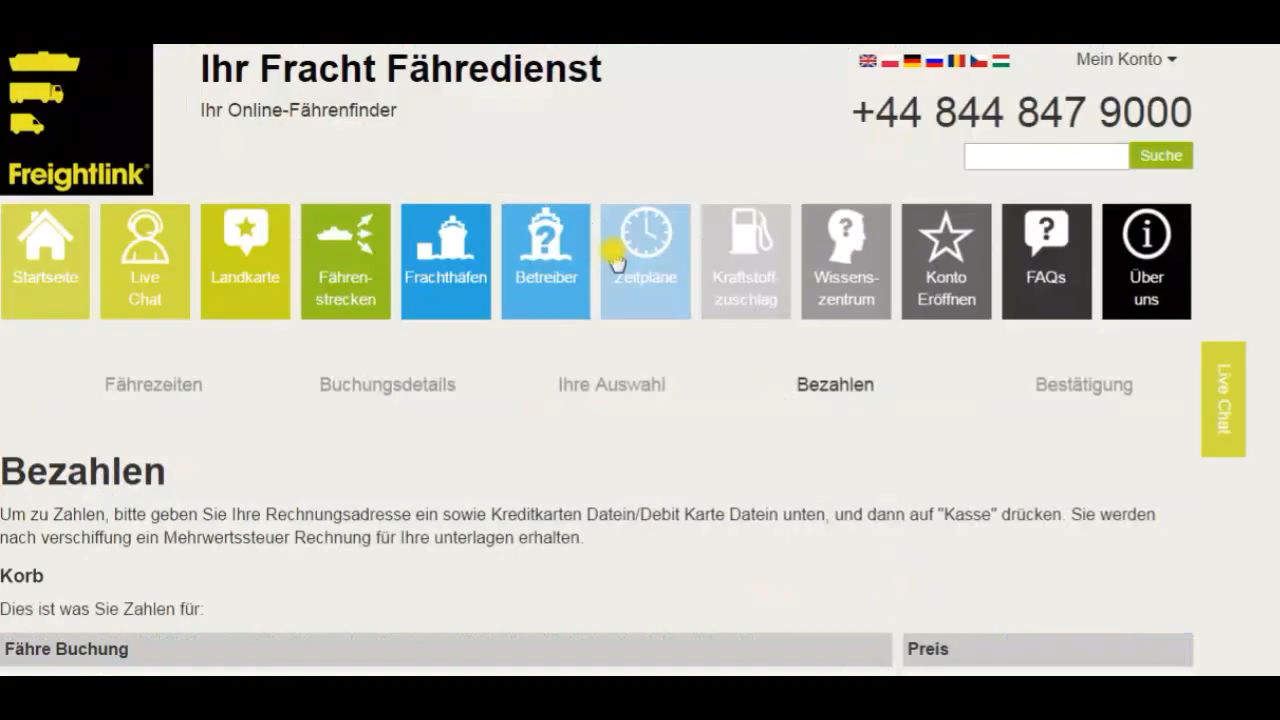 Ihr Fracht Fähredienst
Ihr Online-Fährenfinder
Freightlink®
Mein Konto
+44 844 847 9000
Suche
Startseite
Live
Chat
Landkarte
Fähren-
strecken
Frachthäfen
Betreiber
Zeitpläne
Kraftstoff-
zuschlag
Wissens-
zentrum
Konto
Eröffnen
FAQs
Über
uns
Fährezeiten
Buchungsdetails
Ihre Auswahl
Bezahlen
Bestätigung
Live Chat
Bezahlen
Um zu Zahlen, bitte geben Sie Ihre Rechnungsadresse ein sowie Kreditkarten Datein/Debit Karte Datein unten, und dann auf "Kasse" drücken. Sie werden
nach verschiffung ein Mehrwertssteuer Rechnung für Ihre unterlagen erhalten.
Korb
Dies ist was Sie Zahlen für:
Fähre Buchung
Preis